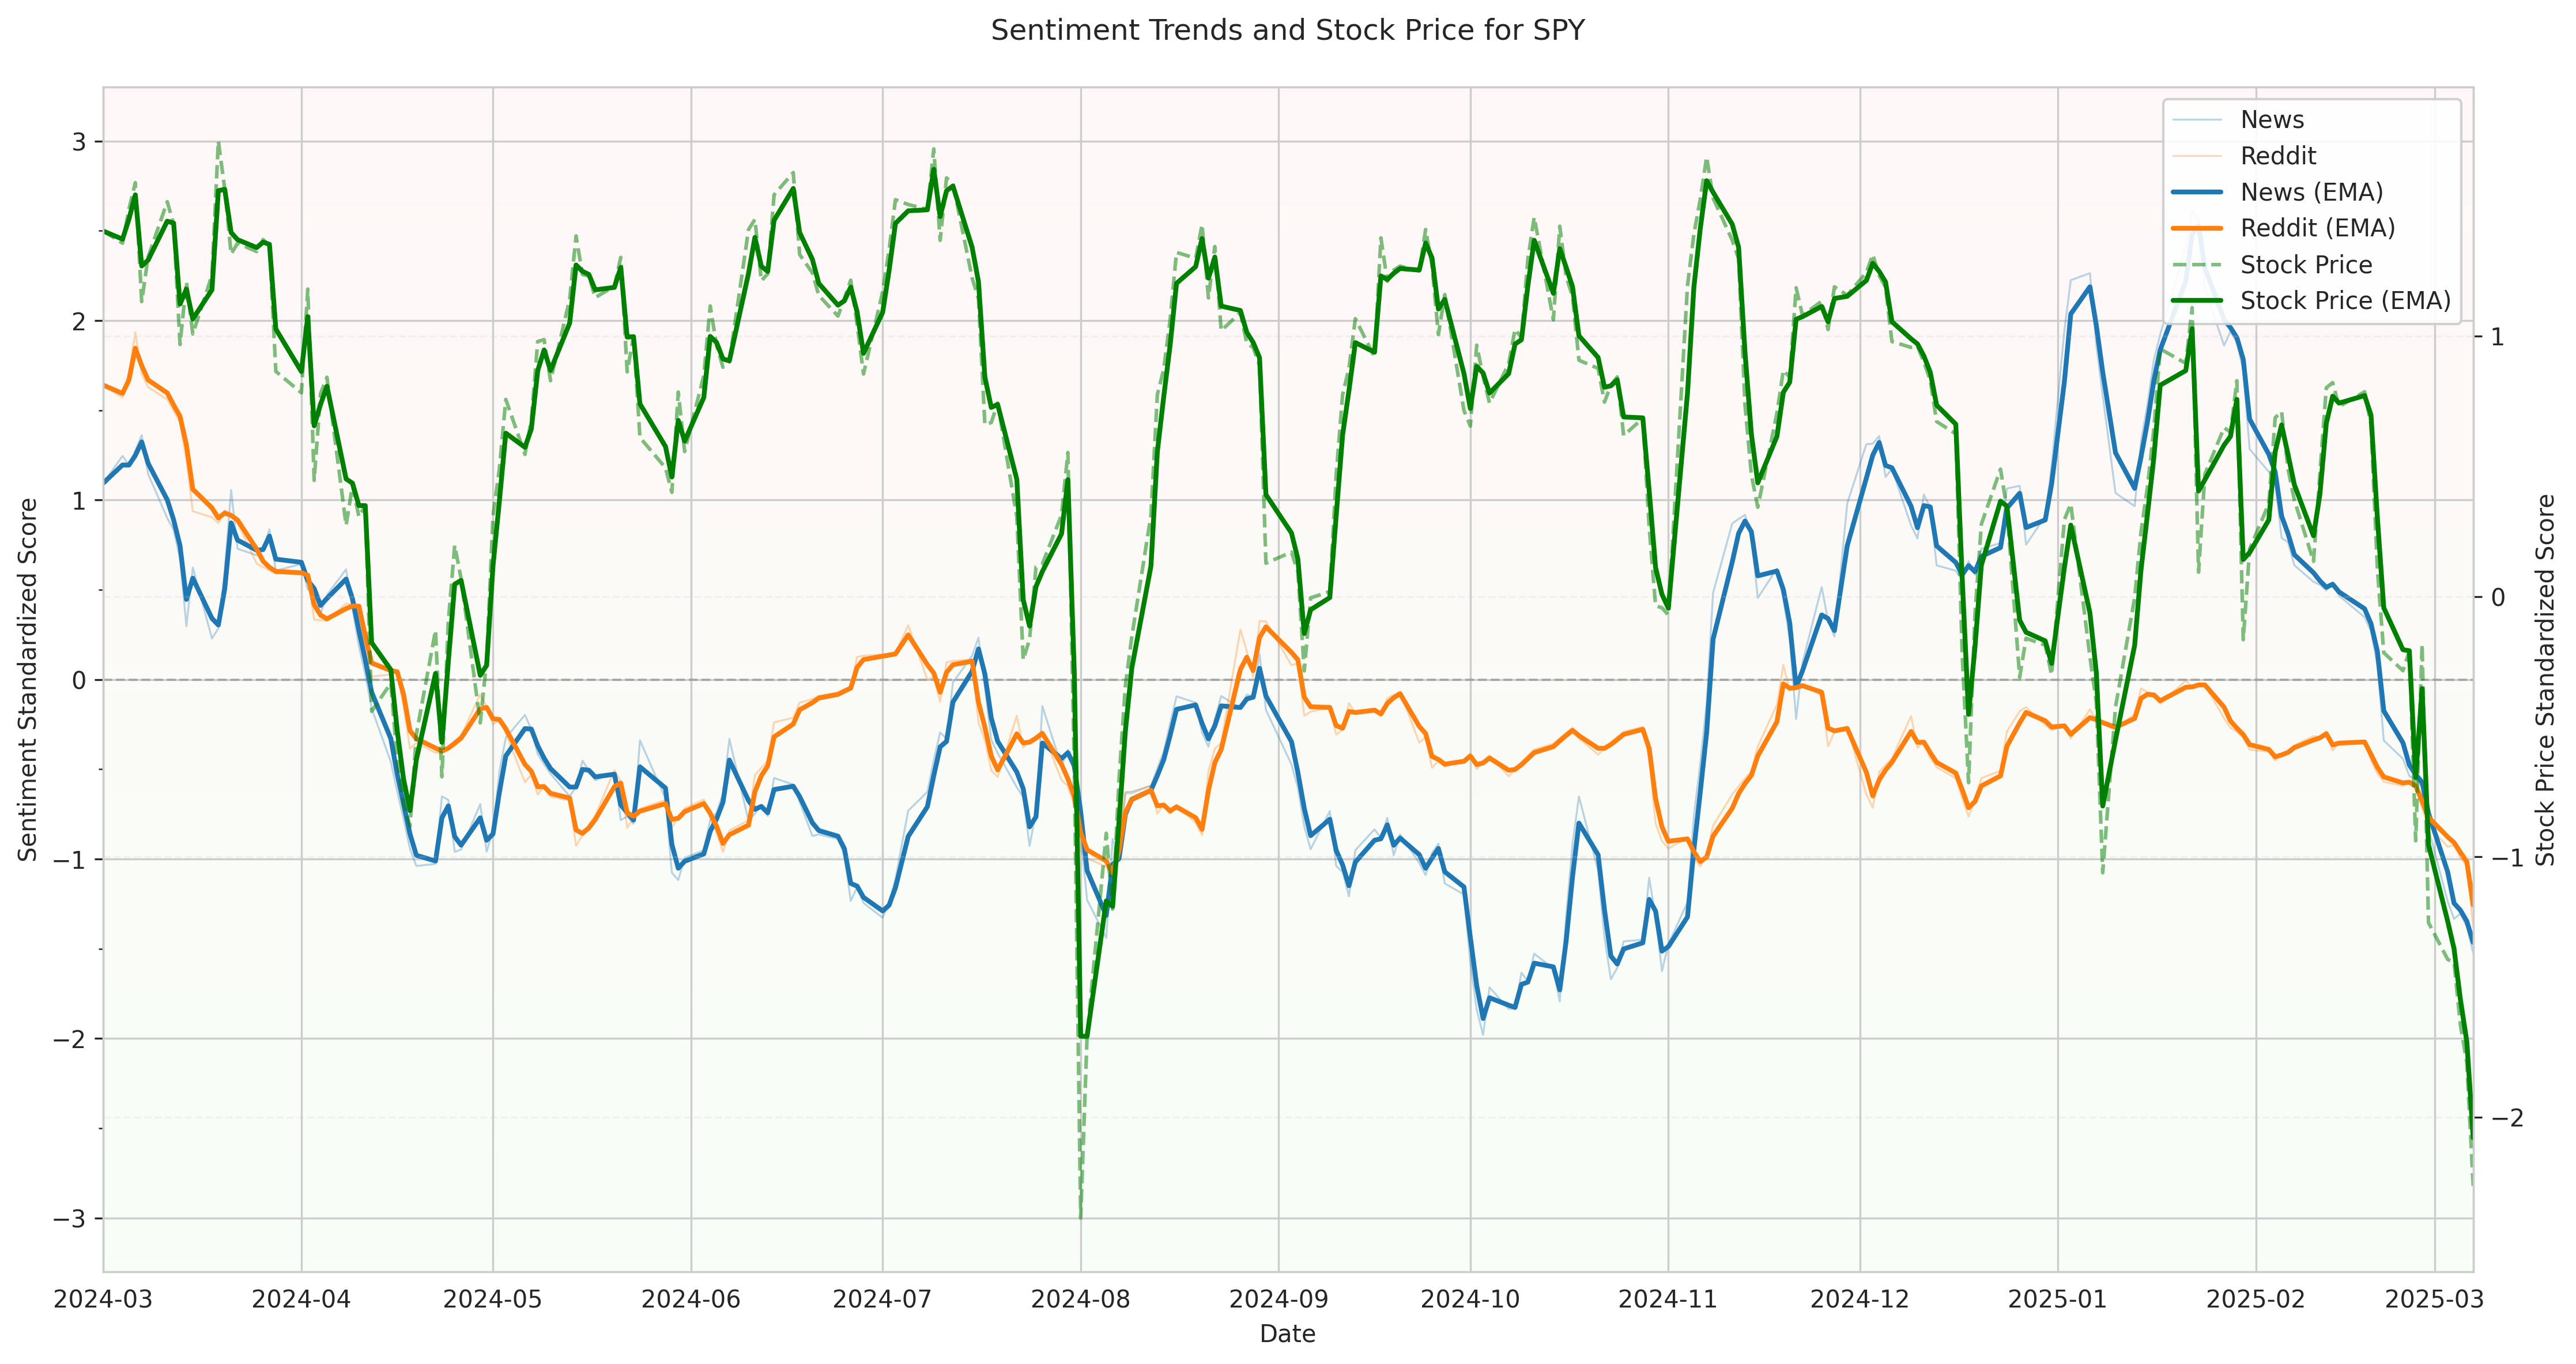 Sentiment Trends and Stock Price for SPY
News
Reddit
News (EMA)
Reddit (EMA)
Stock Price
Stock Price (EMA)
Sentiment Standardized Score
3
2
1
0
−1
−2
−3
Stock Price Standardized Score
1
0
−1
−2
2024-03
2024-04
2024-05
2024-06
2024-07
2024-08
2024-09
2024-10
2024-11
2024-12
2025-01
2025-02
2025-03
Date